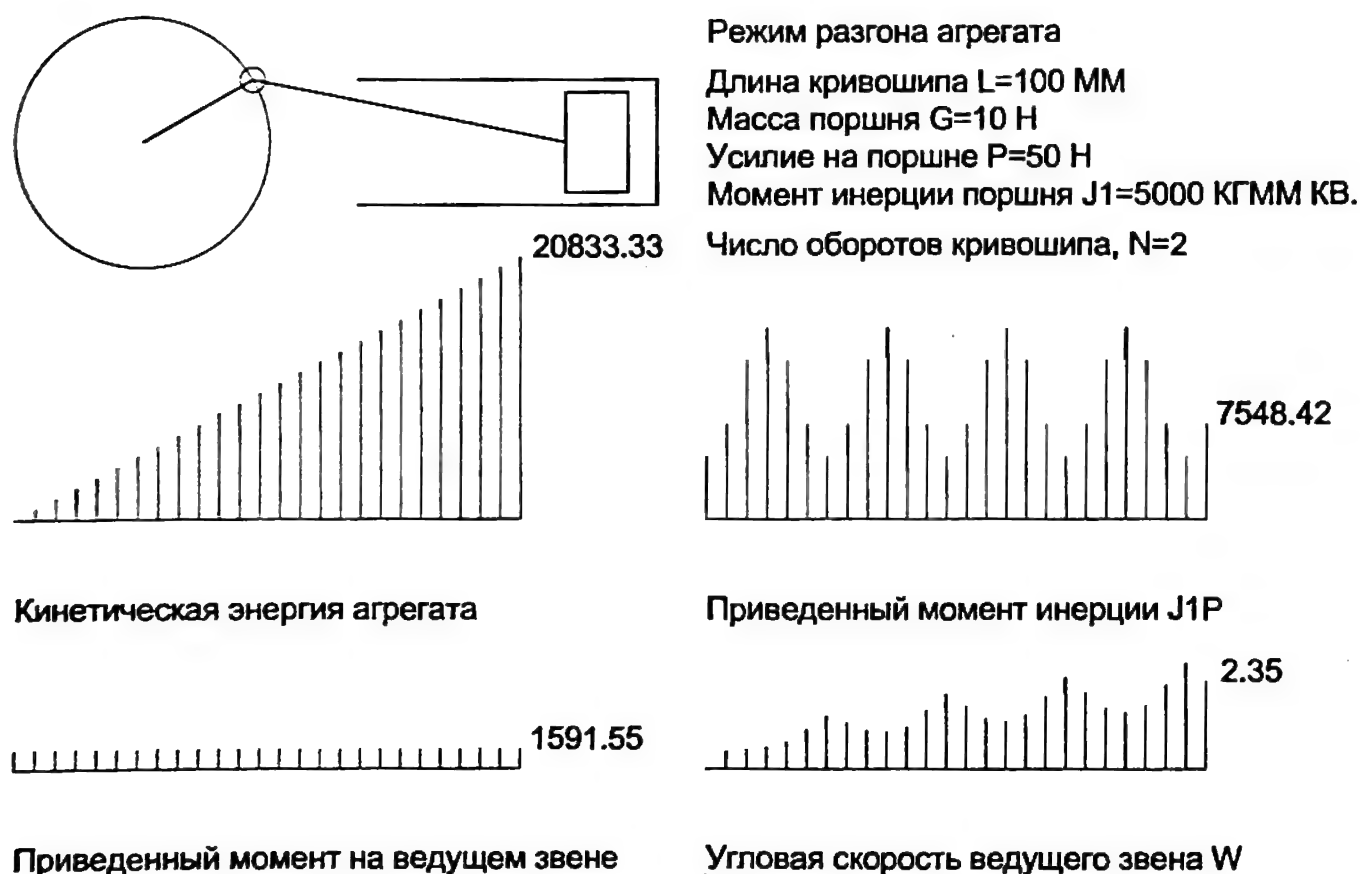 Режим разгона агрегата
Длина кривошипа L=100 ММ
Масса поршня G=10 Н
Усилие на поршне P=50 Н
Момент инерции поршня J1=5000 КГММ КВ.
Число оборотов кривошипа, N=2
20833.33
7548.42
Кинетическая энергия агрегата
Приведенный момент инерции J1P
1591.55
2.35
Приведенный момент на ведущем звене
Угловая скорость ведущего звена W